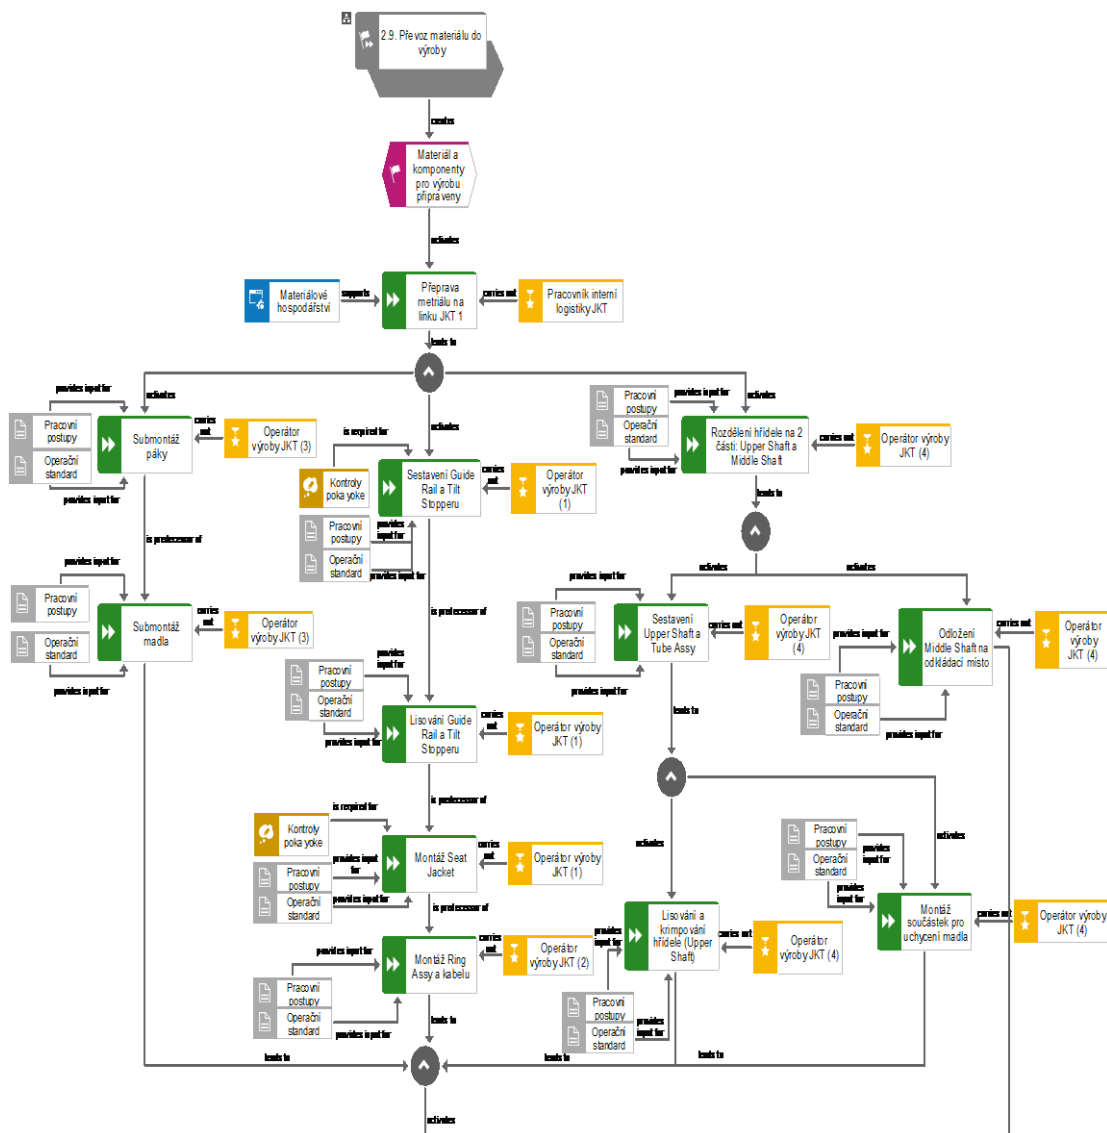 2.9. Převoz materiálu do
výroby
creates
Materiál a
komponenty
pro výrobu
připraveny
activates
Materiálové
hospodářství
supports
Přeprava
metriálu na
linku JKT 1
carries out
Pracovník interní
logistiky JKT
leads to
provides input for
activates
Pracovní
postupy
Operační
standard
provides input for
Submontáž
páky
carries
out
Operátor
výroby JKT (3)
is predecessor of
provides input for
Pracovní
postupy
Operační
standard
provides input for
Submontáž
madla
carries
out
Operátor
výroby JKT (3)
activates
is required for
Kontroly
poka yoke
Sestavení Guide
Rail a Tilt
Stopperu
carries
out
Operátor
výroby JKT
(1)
Pracovní
postupy
Operační
standard
provides
input for
provides input for
is predecessor of
provides
input for
Pracovní
postupy
Operační
standard
provides input for
Lisování Guide
Rail a Tilt
Stopperu
carries
out
Operátor výroby
JKT (1)
is predecessor of
is required for
Kontroly
poka yoke
Montáž Seat
Jacket
carries
out
Operátor
výroby JKT (1)
provides input
for
Pracovní
postupy
Operační
standard
provides input for
is predecessor of
provides input for
Montáž Ring
Assy a kabelu
carries
out
Operátor
výroby JKT (2)
Pracovní
postupy
Operační
standard
provides input for
leads to
activates
provides input for
Pracovní
postupy
Operační
standard
provides input for
Rozdělení hřídele na 2
části: Upper Shaft a
Middle Shaft
carries out
Operátor výroby
JKT (4)
leads to
activates
activates
provides input for
Pracovní
postupy
Operační
standard
provides input for
Sestavení
Upper Shaft a
Tube Assy
carries out
Operátor
výroby JKT
(4)
provides input for
Odložení
Middle Shaft na
odkládací místo
carries out
Operátor
výroby
JKT (4)
Pracovní
postupy
Operační
standard
provides input for
leads to
activates
activates
Pracovní
postupy
Operační
standard
provides input for
provides
input for
Montáž
součástek pro
uchycení madla
carries out
Operátor výroby
JKT (4)
provides
input for
Lisování a
krimpování
hřídele (Upper
Shaft)
carries out
Operátor
výroby JKT (4)
Pracovní
postupy
Operační
standard
provides
input for
leads to
leads to
leads to
activates